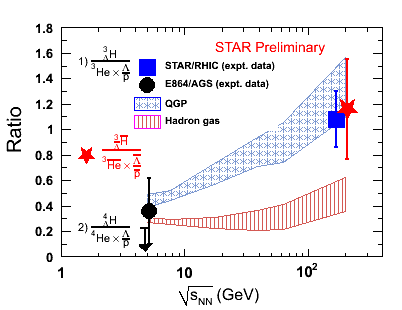 STAR Preliminary
1) ³ΛH / ³He × Λ/p
STAR/RHIC (expt. data)
E864/AGS (expt. data)
QGP
Hadron gas
³Λ̅H̅ / ³H̅e̅ × Λ̅/p̅
2) ⁴ΛH / ⁴He × Λ/p
Ratio
1.8
1.6
1.4
1.2
1
0.8
0.6
0.4
0.2
0
1
10
10²
√sNN (GeV)